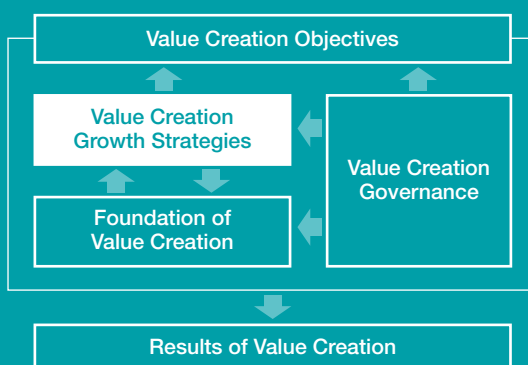 Value Creation Objectives
Value Creation
Growth Strategies
Value Creation
Governance
Foundation of
Value Creation
Results of Value Creation